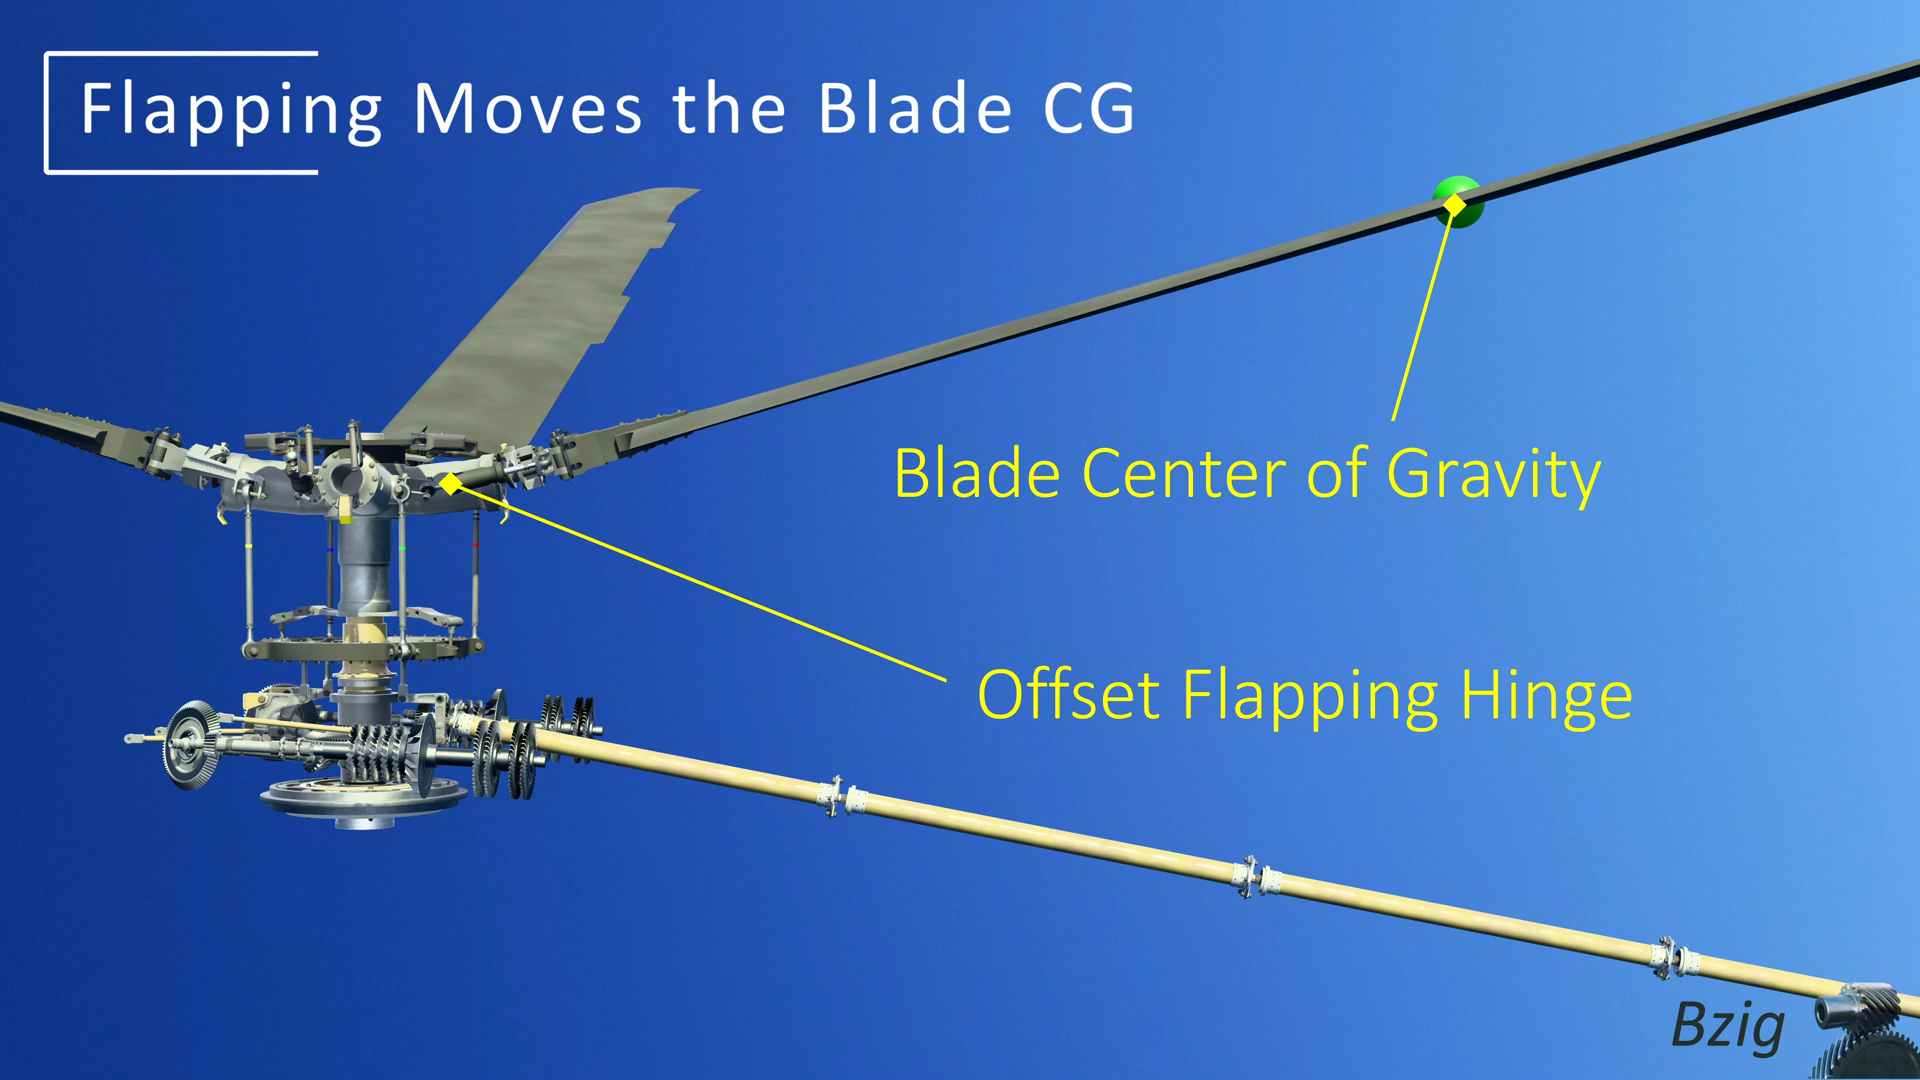 Flapping Moves the Blade CG
Blade Center of Gravity
Offset Flapping Hinge
Bzig